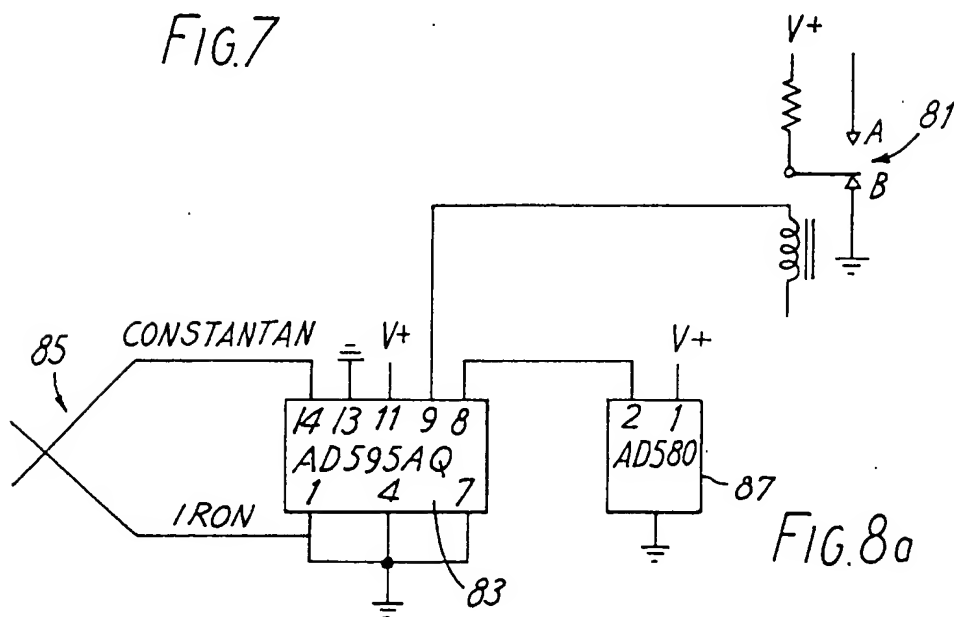 FIG.7
V+
A
81
B
CONSTANTAN
85
V+
V+
14 13 11 9 8
2 1
AD595AQ
AD580
1 4 7
87
IRON
83
FIG.8a